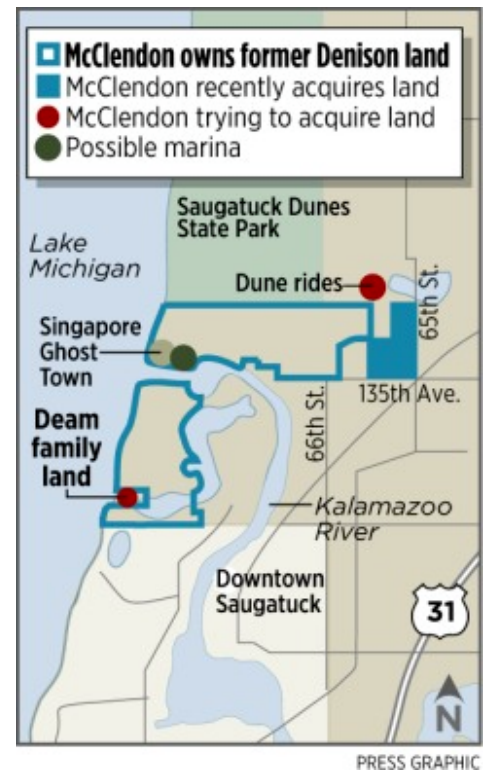 McClendon owns former Denison land
McClendon recently acquires land
McClendon trying to acquire land
Possible marina
Saugatuck Dunes
State Park
Lake
Michigan
Dune rides
65th St.
Singapore
Ghost
Town
135th Ave.
66th St.
Deam
family
land
Kalamazoo
River
Downtown
Saugatuck
31
N
PRESS GRAPHIC